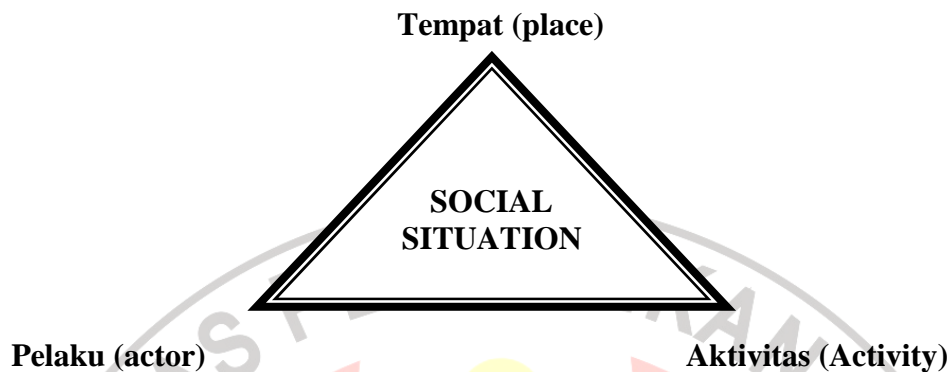 Tempat (place)
SOCIAL
SITUATION
Pelaku (actor)
Aktivitas (Activity)